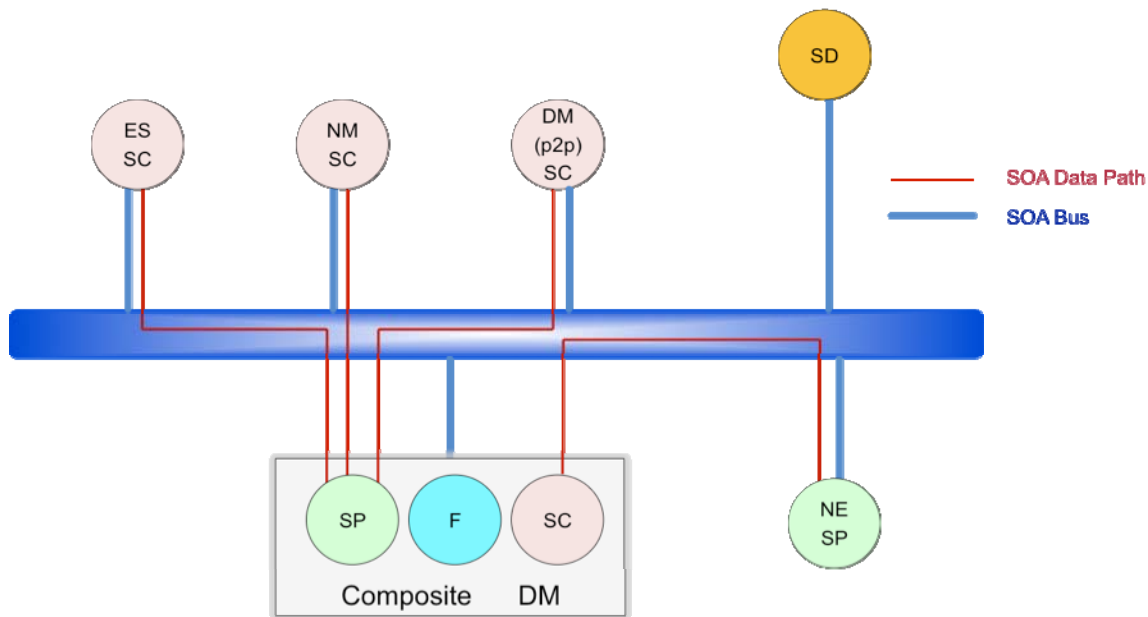 SD
ES
SC
NM
SC
DM
(p2p)
SC
SOA Data Path
SOA Bus
SP
F
SC
NE
SP
Composite DM